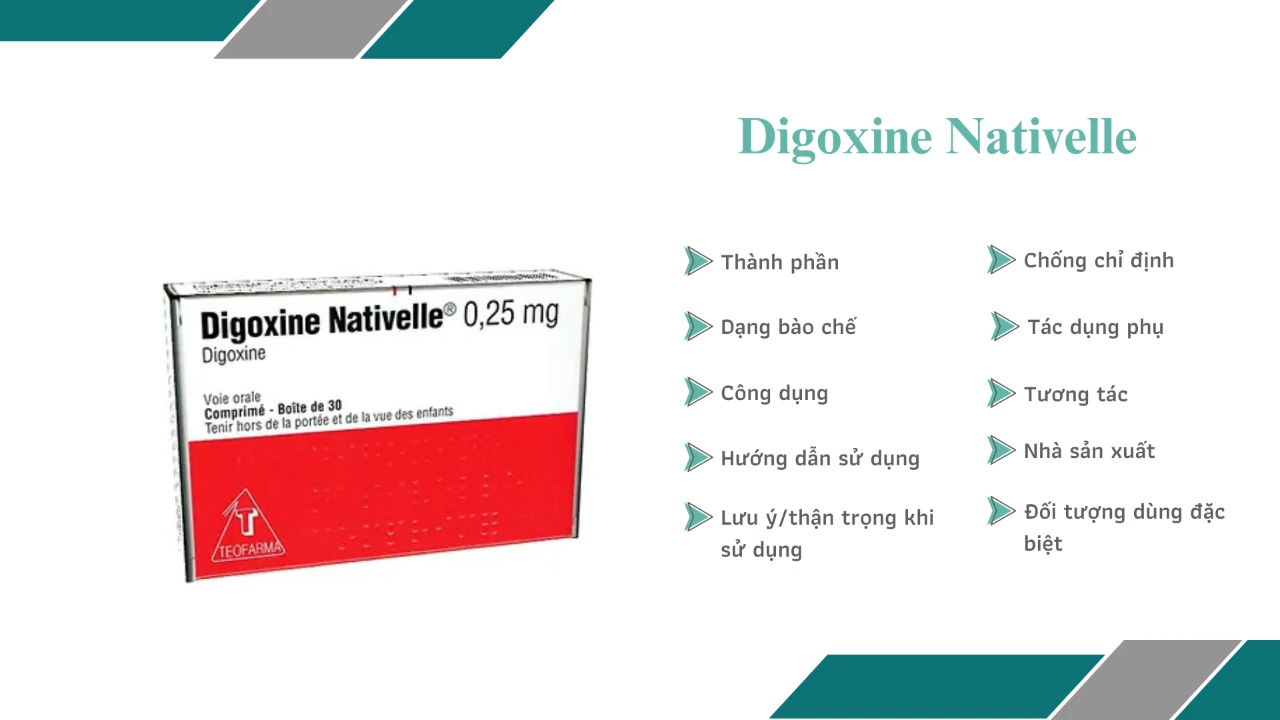 Digoxine Nativelle
Digoxine Nativelle® 0,25 mg
Digoxine
Voie orale
Comprimé - Boîte de 30
Tenir hors de la portée et de la vue des enfants
T
TEOFARMA
Thành phần
Dạng bào chế
Công dụng
Hướng dẫn sử dụng
Lưu ý/thận trọng khi
sử dụng
Chống chỉ định
Tác dụng phụ
Tương tác
Nhà sản xuất
Đối tượng dùng đặc
biệt